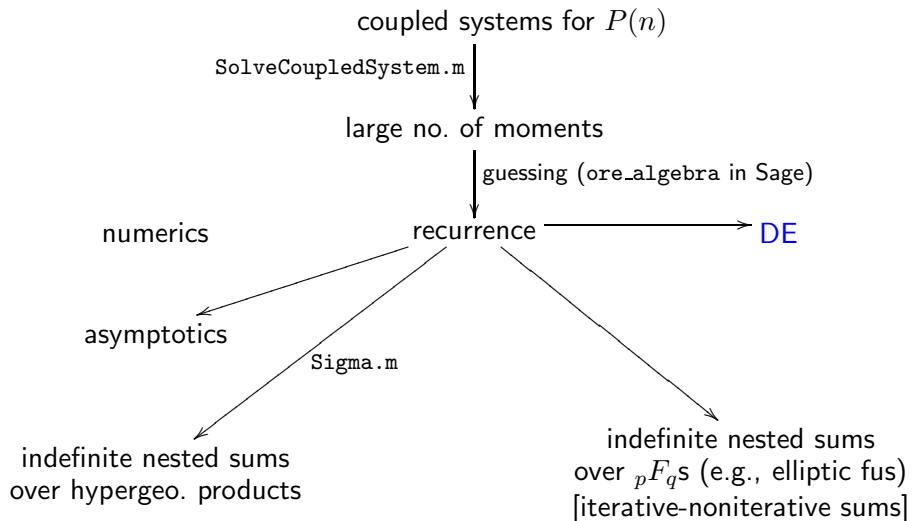 coupled systems for P(n)
SolveCoupledSystem.m
large no. of moments
guessing (ore_algebra in Sage)
numerics
recurrence
DE
asymptotics
Sigma.m
indefinite nested sums
over hypergeo. products
indefinite nested sums
over pFqs (e.g., elliptic fus)
[iterative-noniterative sums]